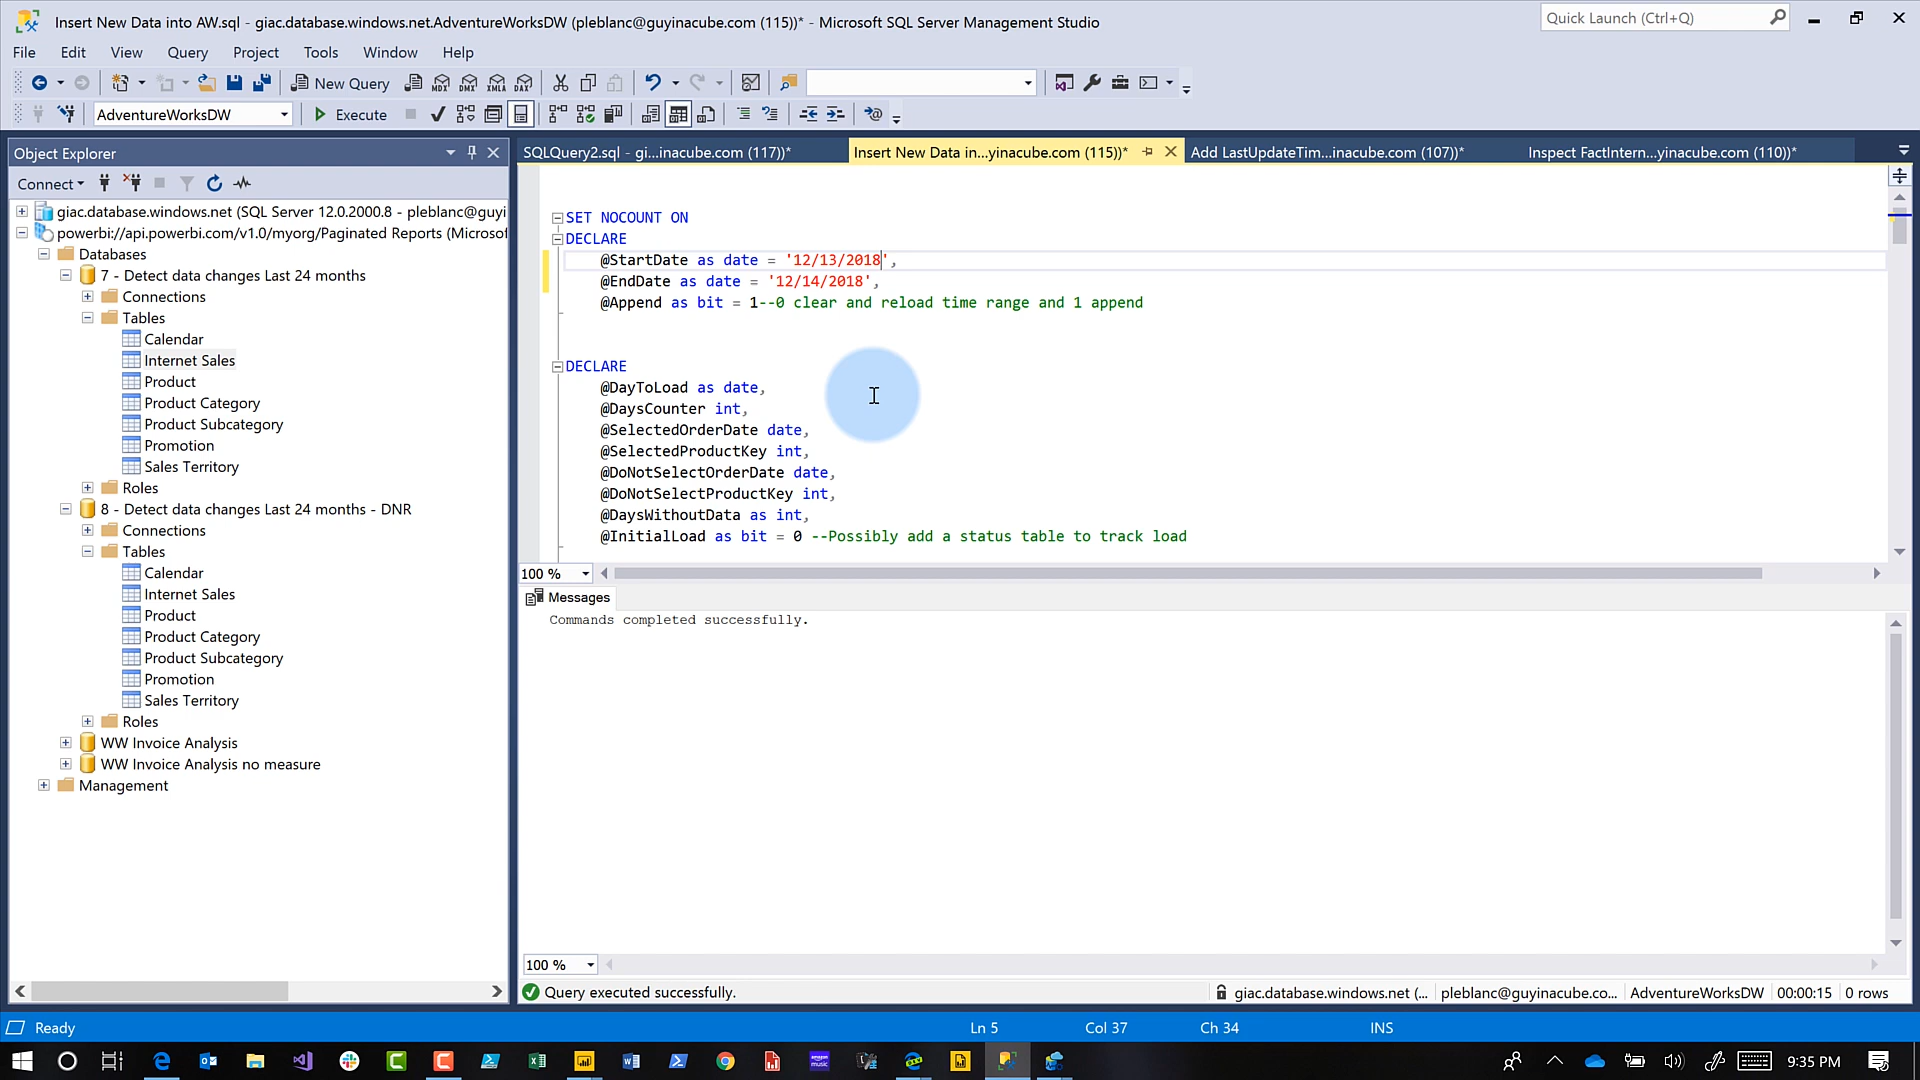 Insert New Data into AW.sql - giac.database.windows.net.AdventureWorksDW (pleblanc@guyinacube.com (115))* - Microsoft SQL Server Management Studio
Quick Launch (Ctrl+Q)
File Edit View Query Project Tools Window Help
New Query MDX DMX XMLA DAX
AdventureWorksDW Execute
Object Explorer
SQLQuery2.sql - gi...inacube.com (117))* Insert New Data in...yinacube.com (115))* Add LastUpdateTim...inacube.com (107))* Inspect FactIntern...yinacube.com (110))*
Connect
giac.database.windows.net (SQL Server 12.0.2000.8 - pleblanc@guyi
powerbi://api.powerbi.com/v1.0/myorg/Paginated Reports (Microsof
Databases
7 - Detect data changes Last 24 months
Connections
Tables
Calendar
Internet Sales
Product
Product Category
Product Subcategory
Promotion
Sales Territory
Roles
8 - Detect data changes Last 24 months - DNR
Connections
Tables
Calendar
Internet Sales
Product
Product Category
Product Subcategory
Promotion
Sales Territory
Roles
WW Invoice Analysis
WW Invoice Analysis no measure
Management
SET NOCOUNT ON
DECLARE
@StartDate as date = '12/13/2018',
@EndDate as date = '12/14/2018',
@Append as bit = 1--0 clear and reload time range and 1 append
DECLARE
@DayToLoad as date,
@DaysCounter int,
@SelectedOrderDate date,
@SelectedProductKey int,
@DoNotSelectOrderDate date,
@DoNotSelectProductKey int,
@DaysWithoutData as int,
@InitialLoad as bit = 0 --Possibly add a status table to track load
100 %
Messages
Commands completed successfully.
100 %
Query executed successfully. giac.database.windows.net (... pleblanc@guyinacube.co... AdventureWorksDW 00:00:15 0 rows
Ready Ln 5 Col 37 Ch 34 INS
9:35 PM